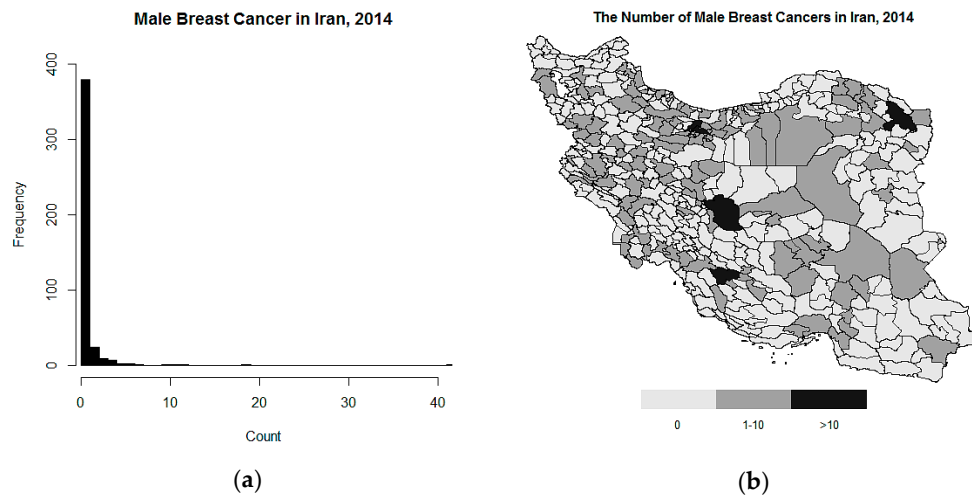 Male Breast Cancer in Iran, 2014
400
300
200
100
0
Frequency
0 10 20 30 40
Count
(a)
The Number of Male Breast Cancers in Iran, 2014
0 1-10 >10
(b)